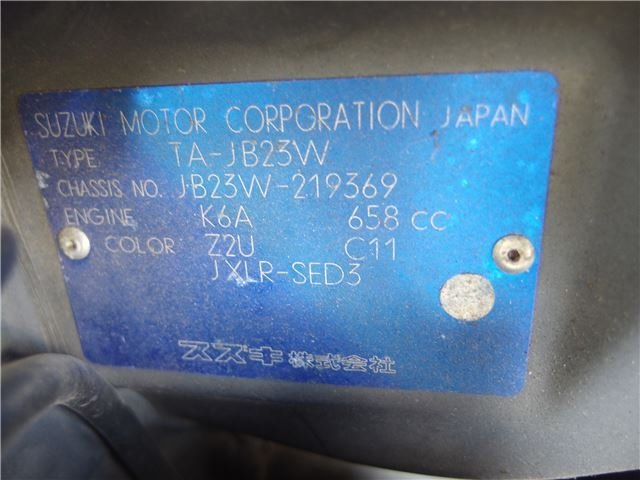 SUZUKI MOTOR CORPORATION JAPAN
TYPE TA-JB23W
CHASSIS NO. JB23W-219369
ENGINE K6A 658 CC
COLOR Z2U C11
JXLR-SED3
スズキ株式会社